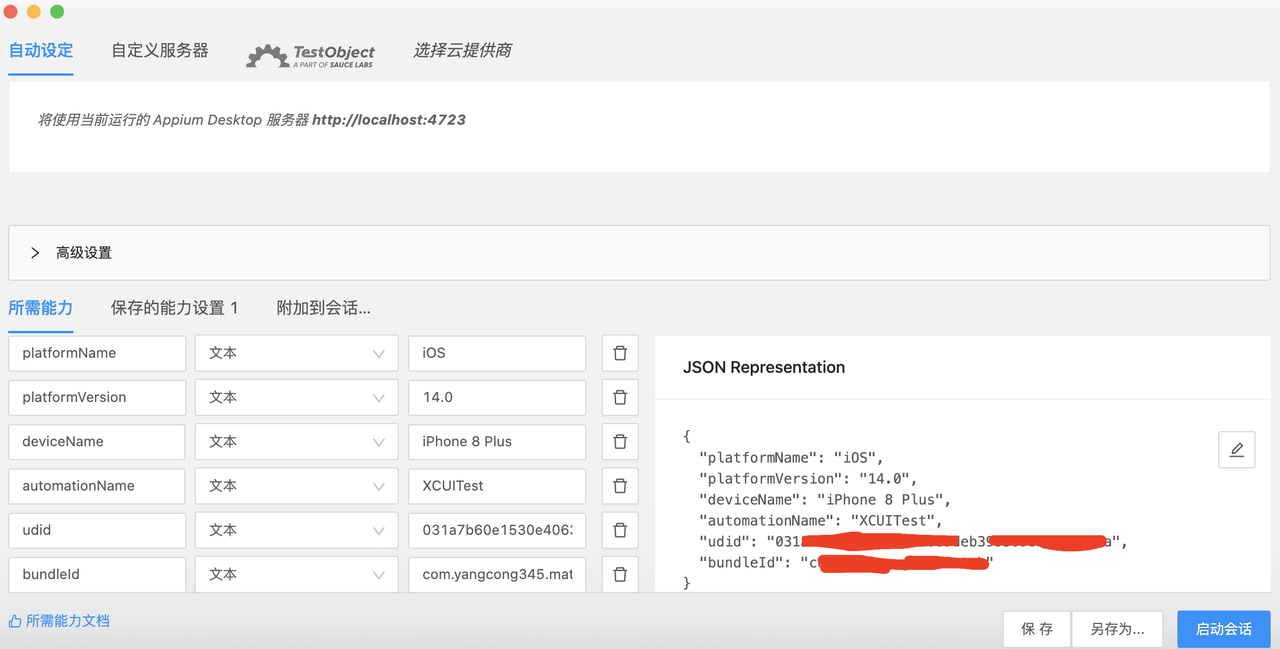 自动设定
自定义服务器
TestObject
A PART OF SAUCE LABS
选择云提供商
将使用当前运行的 Appium Desktop 服务器 http://localhost:4723
高级设置
所需能力
保存的能力设置 1
附加到会话...
platformName 文本 iOS
platformVersion 文本 14.0
deviceName 文本 iPhone 8 Plus
automationName 文本 XCUITest
udid 文本 031a7b60e1530e406
bundleId 文本 com.yangcong345.mat
JSON Representation
{
"platformName": "iOS",
"platformVersion": "14.0",
"deviceName": "iPhone 8 Plus",
"automationName": "XCUITest",
"udid": "031
"bundleId": "c
}
所需能力文档
保 存
另存为...
启动会话